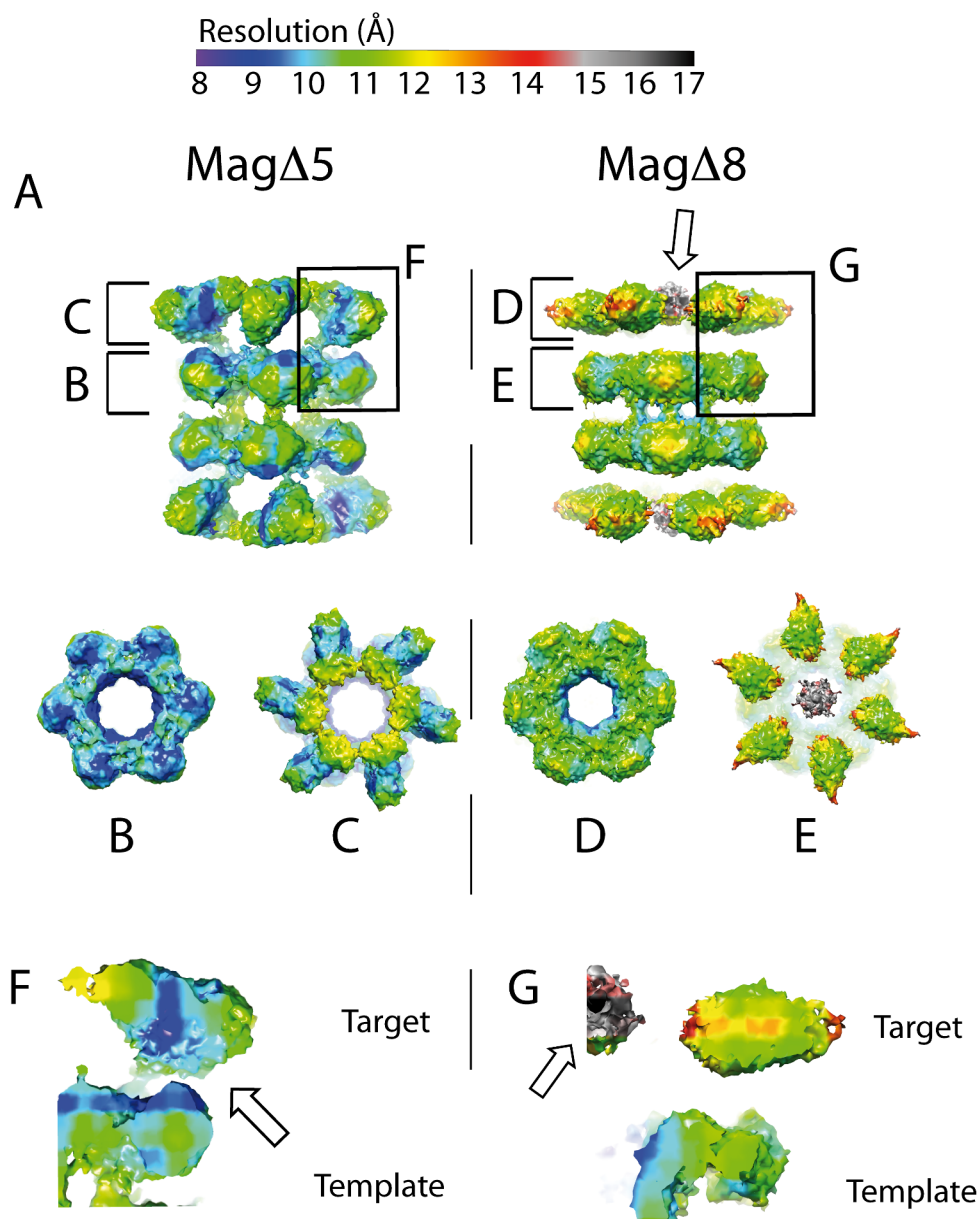 Resolution (Å)
8 9 10 11 12 13 14 15 16 17
MagΔ5 MagΔ8
A
F
G
C
D
B
E
B C D E
F
G
Target
Target
Template
Template